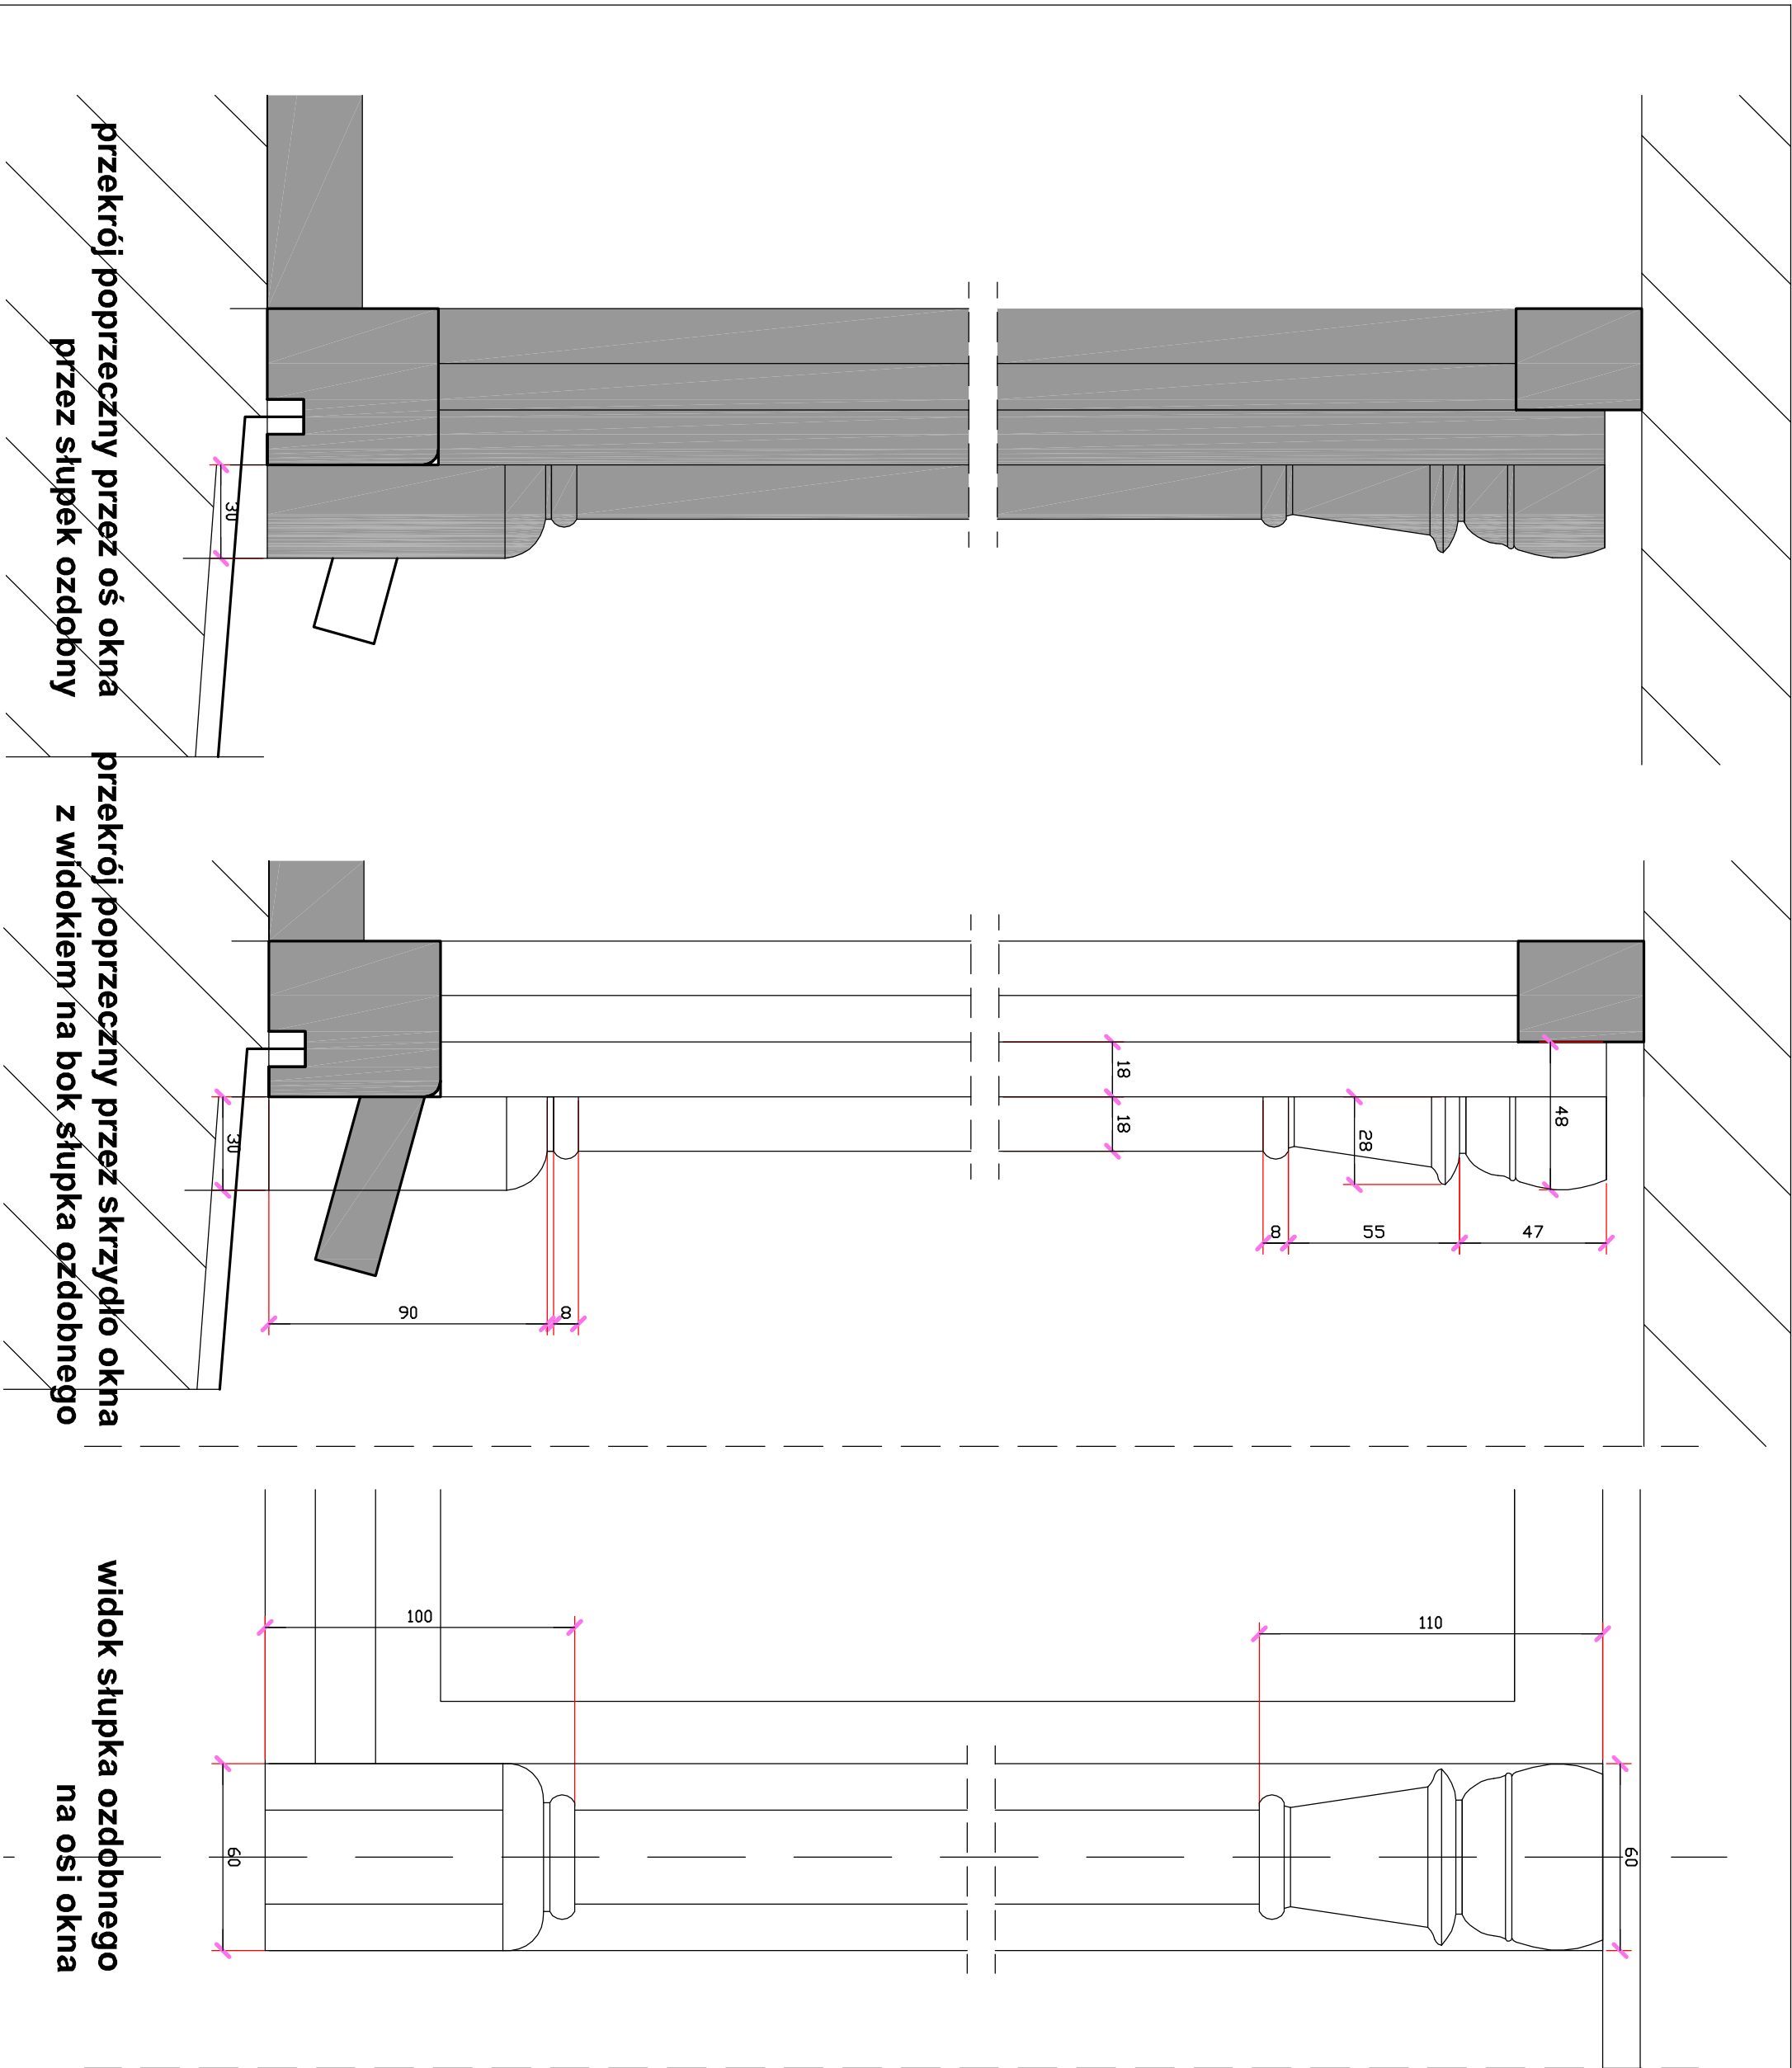 przekrój poprzeczny przez oś okna
przez słupek ozdobny
30
przekrój poprzeczny przez skrzydło okna
z widokiem na bok słupka ozdobnego
18
18
28
48
8
55
47
30
90
8
widok słupka ozdobnego
na osi okna
100
110
60
60